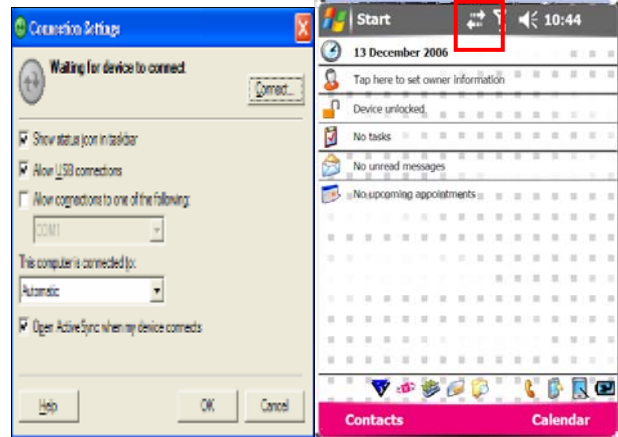 Connection Settings
Waiting for device to connect
Connect...
Show status icon in taskbar
Allow USB connections
Allow connections to one of the following:
COM1
This computer is connected to:
Automatic
Open ActiveSync when my device connects
Help
OK
Cancel
Start
10:44
13 December 2006
Tap here to set owner information
Device unlocked
No tasks
No unread messages
No upcoming appointments
Contacts
Calendar